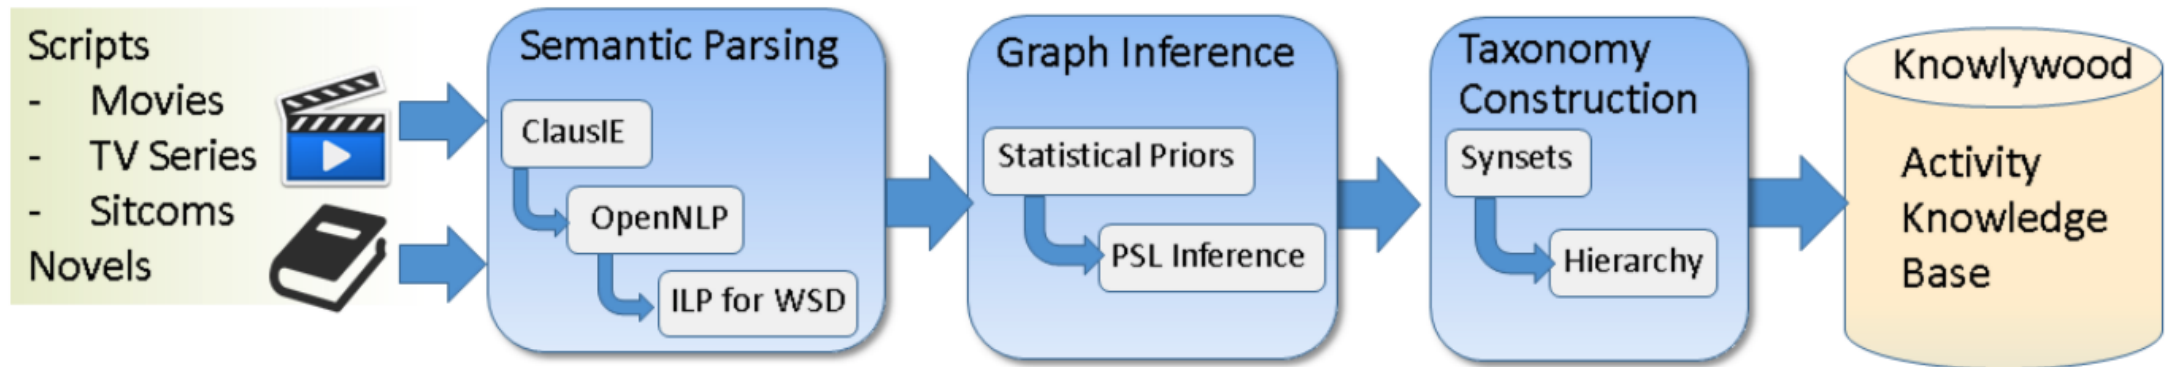 Scripts
- Movies
- TV Series
- Sitcoms
Novels
Semantic Parsing
ClausIE
OpenNLP
ILP for WSD
Graph Inference
Statistical Priors
PSL Inference
Taxonomy
Construction
Synsets
Hierarchy
Knowlywood
Activity
Knowledge
Base